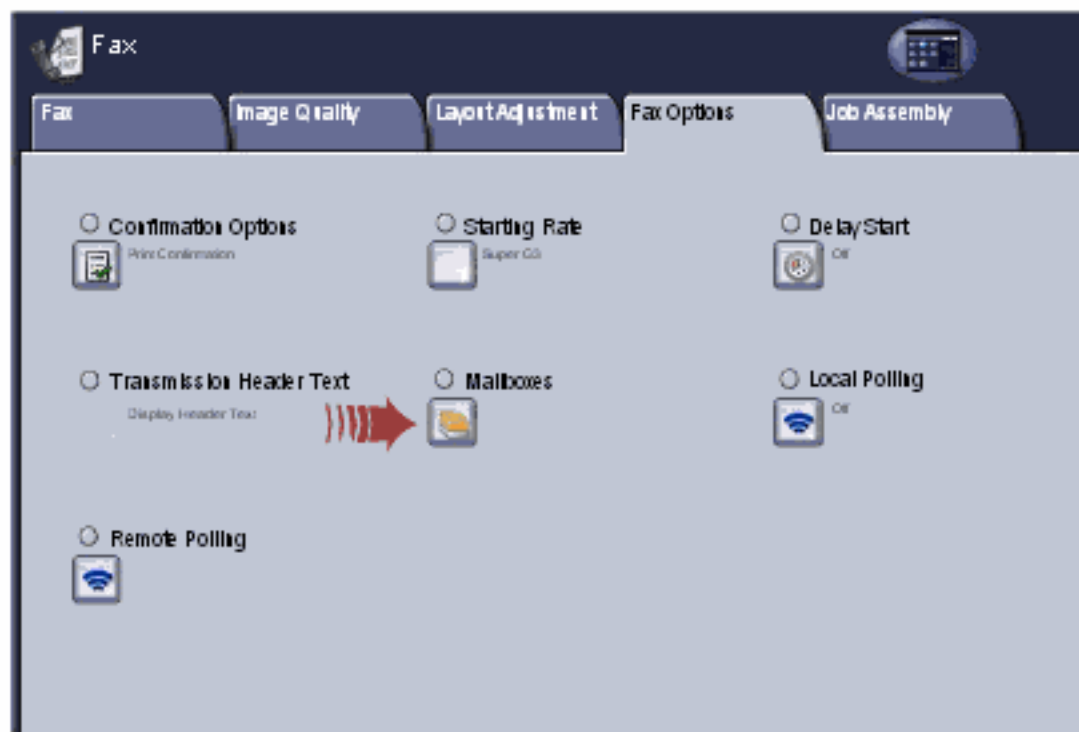 Fax
Fax
Image Quality
Layout Adjustment
Fax Options
Job Assembly
Confirmation Options
Print Confirmation
Starting Rate
Super G3
Delay Start
Off
Transmission Header Text
Display Header Text
Mailboxes
Local Polling
Off
Remote Polling